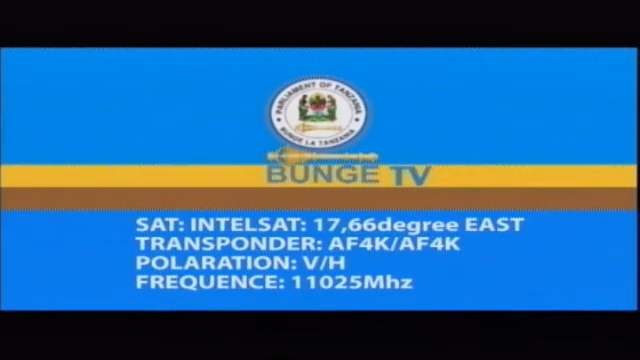 PARLIAMENT OF TANZANIA
BUNGE LA TANZANIA
BUNGE TV
SAT: INTELSAT: 17,66degree EAST
TRANSPONDER: AF4K/AF4K
POLARATION: V/H
FREQUENCE: 11025Mhz